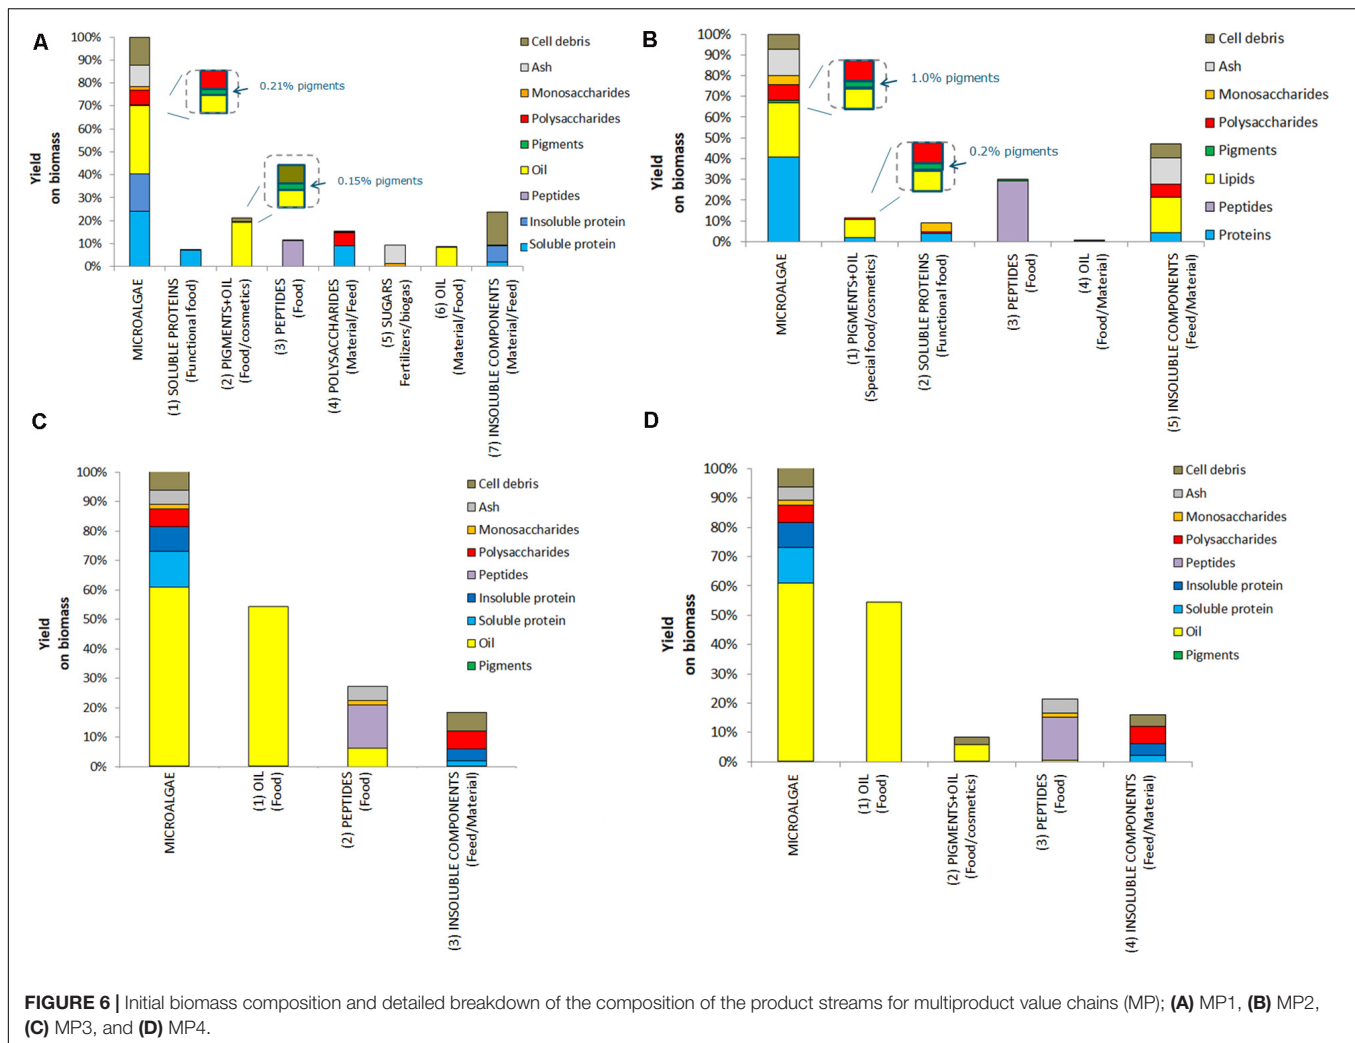 A
100%
90%
80%
70%
60%
50%
40%
30%
20%
10%
0%
Yield
on biomass
0.21% pigments
0.15% pigments
Cell debris
Ash
Monosaccharides
Polysaccharides
Pigments
Oil
Peptides
Insoluble protein
Soluble protein
MICROALGAE
(1) SOLUBLE PROTEINS
(Functional food)
(2) PIGMENTS+OIL
(Food/cosmetics)
(3) PEPTIDES
(Food)
(4) POLYSACCHARIDES
(Material/Feed)
(5) SUGARS
Fertilizers/biogas)
(6) OIL
(Material/Food)
(7) INSOLUBLE COMPONENTS
(Material/Feed)
B
100%
90%
80%
70%
60%
50%
40%
30%
20%
10%
0%
Yield
on biomass
1.0% pigments
0.2% pigments
Cell debris
Ash
Monosaccharides
Polysaccharides
Pigments
Lipids
Peptides
Proteins
MICROALGAE
(1) PIGMENTS+OIL
(Special food/cosmetics)
(2) SOLUBLE PROTEINS
(Functional food)
(3) PEPTIDES
(Food)
(4) OIL
(Food/Material)
(5) INSOLUBLE COMPONENTS
(Feed/Material)
C
100%
90%
80%
70%
60%
50%
40%
30%
20%
10%
0%
Yield
on biomass
Cell debris
Ash
Monosaccharides
Polysaccharides
Peptides
Insoluble protein
Soluble protein
Oil
Pigments
MICROALGAE
(1) OIL
(Food)
(2) PEPTIDES
(Food)
(3) INSOLUBLE COMPONENTS
(Feed/Material)
D
100%
90%
80%
70%
60%
50%
40%
30%
20%
10%
0%
Yield
on biomass
Cell debris
Ash
Monosaccharides
Polysaccharides
Peptides
Insoluble protein
Soluble protein
Oil
Pigments
MICROALGAE
(1) OIL
(Food)
(2) PIGMENTS+OIL
(Food/cosmetics)
(3) PEPTIDES
(Food)
(4) INSOLUBLE COMPONENTS
(Feed/Material)
FIGURE 6 | Initial biomass composition and detailed breakdown of the composition of the product streams for multiproduct value chains (MP); (A) MP1, (B) MP2,
(C) MP3, and (D) MP4.